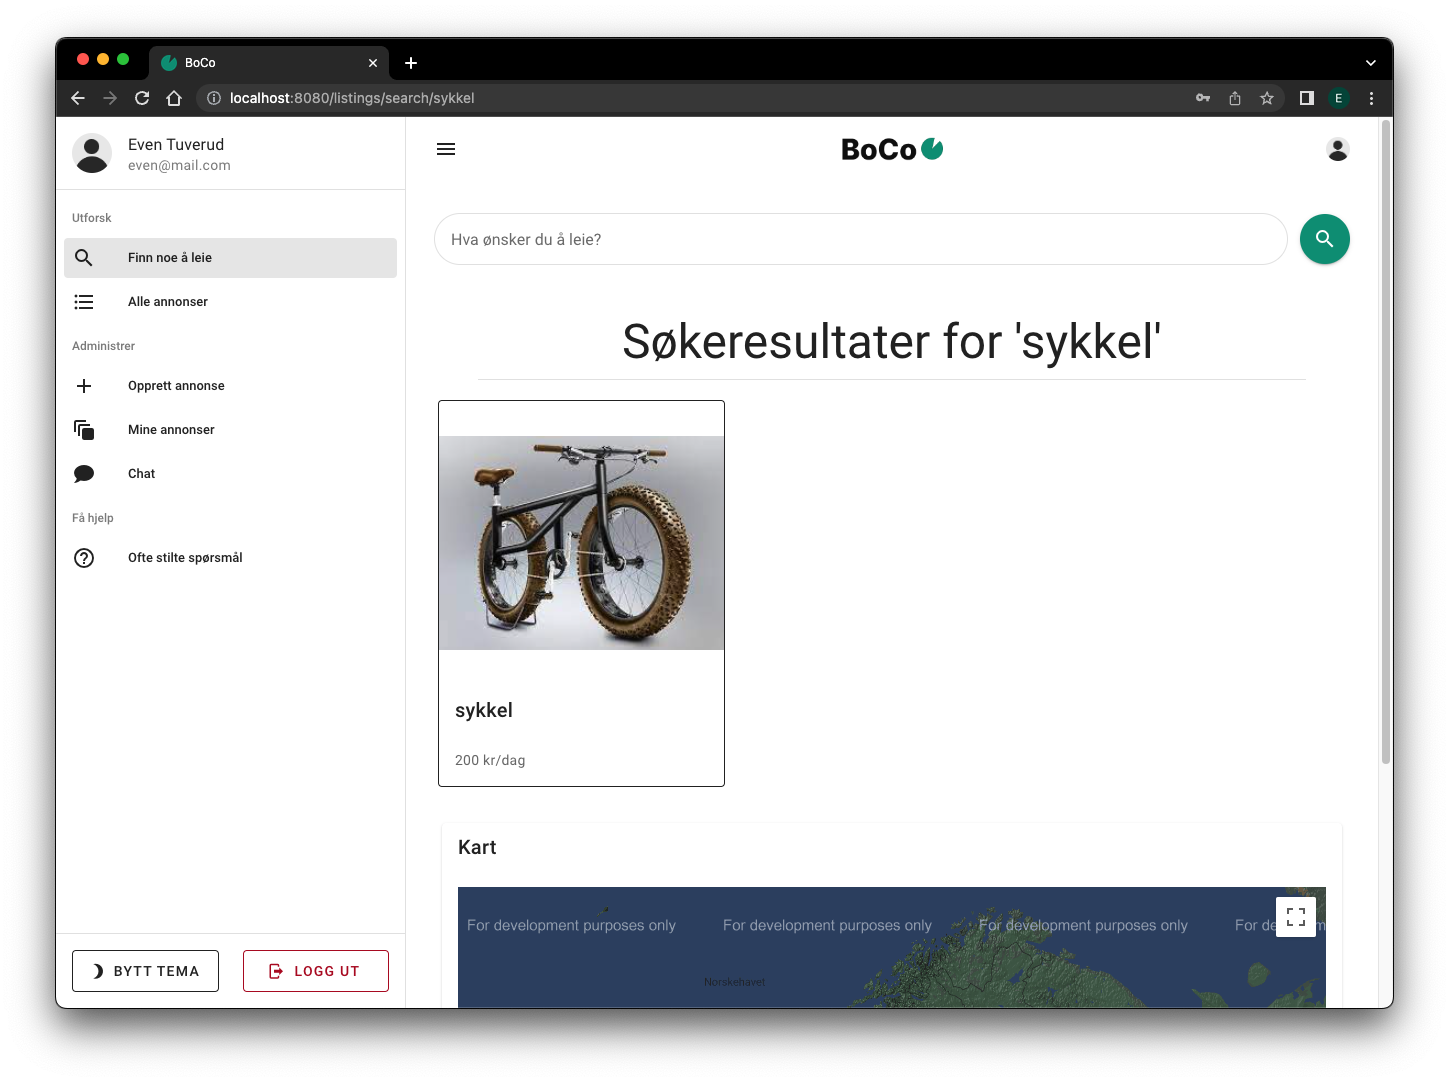 BoCo
localhost:8080/listings/search/sykkel
E
Even Tuverud
even@mail.com
Utforsk
Finn noe å leie
Alle annonser
Administrer
Opprett annonse
Mine annonser
Chat
Få hjelp
Ofte stilte spørsmål
BYTT TEMA
LOGG UT
BoCo
Hva ønsker du å leie?
Søkeresultater for 'sykkel'
sykkel
200 kr/dag
Kart
For development purposes only
For development purposes only
For development purposes only
For de
m
Norskehavet